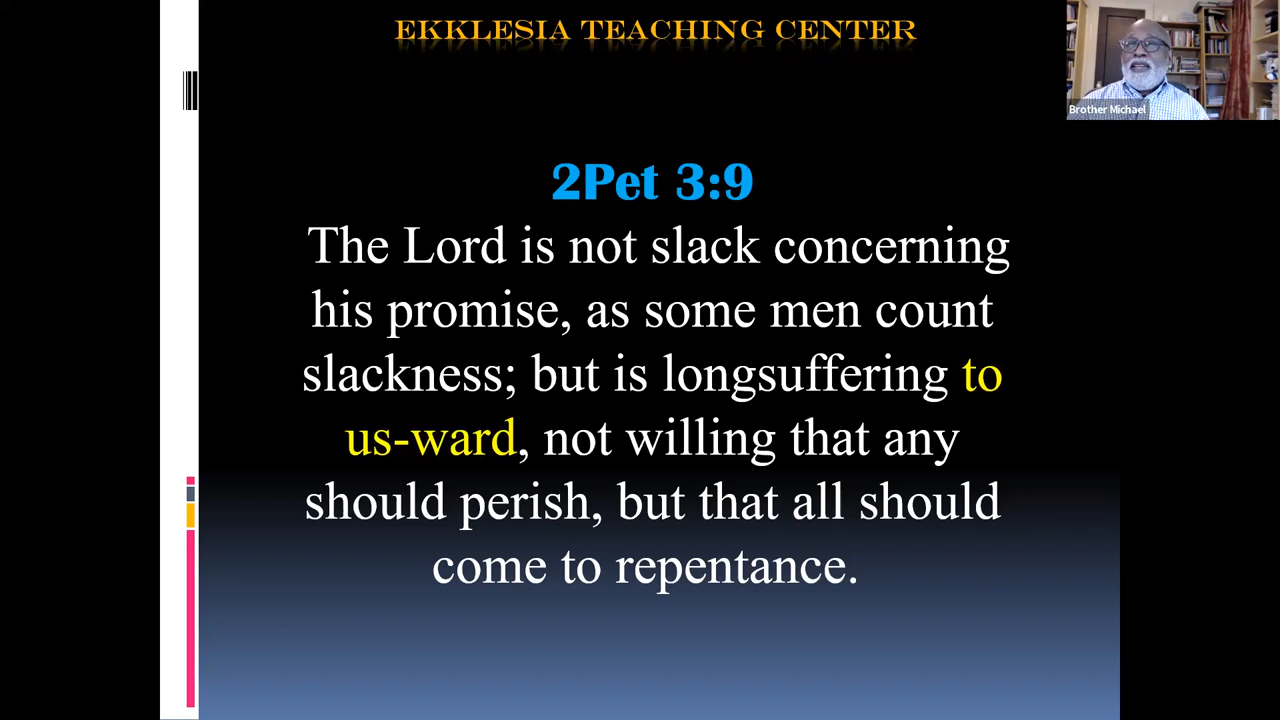 EKKLESIA TEACHING CENTER
Brother Michael
2Pet 3:9
The Lord is not slack concerning
his promise, as some men count
slackness; but is longsuffering to
us-ward, not willing that any
should perish, but that all should
come to repentance.